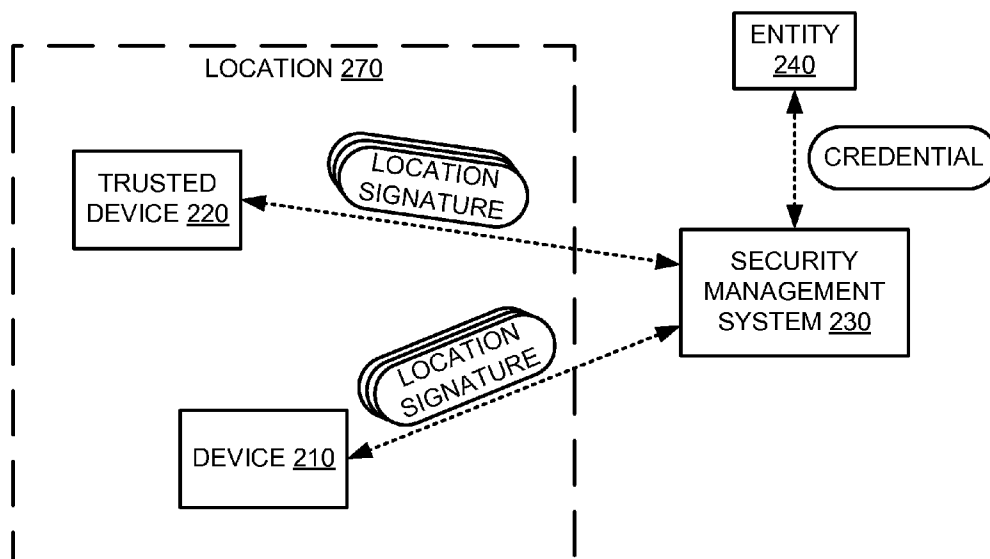 LOCATION 270
ENTITY
240
CREDENTIAL
TRUSTED
DEVICE 220
LOCATION
SIGNATURE
SECURITY
MANAGEMENT
SYSTEM 230
LOCATION
SIGNATURE
DEVICE 210